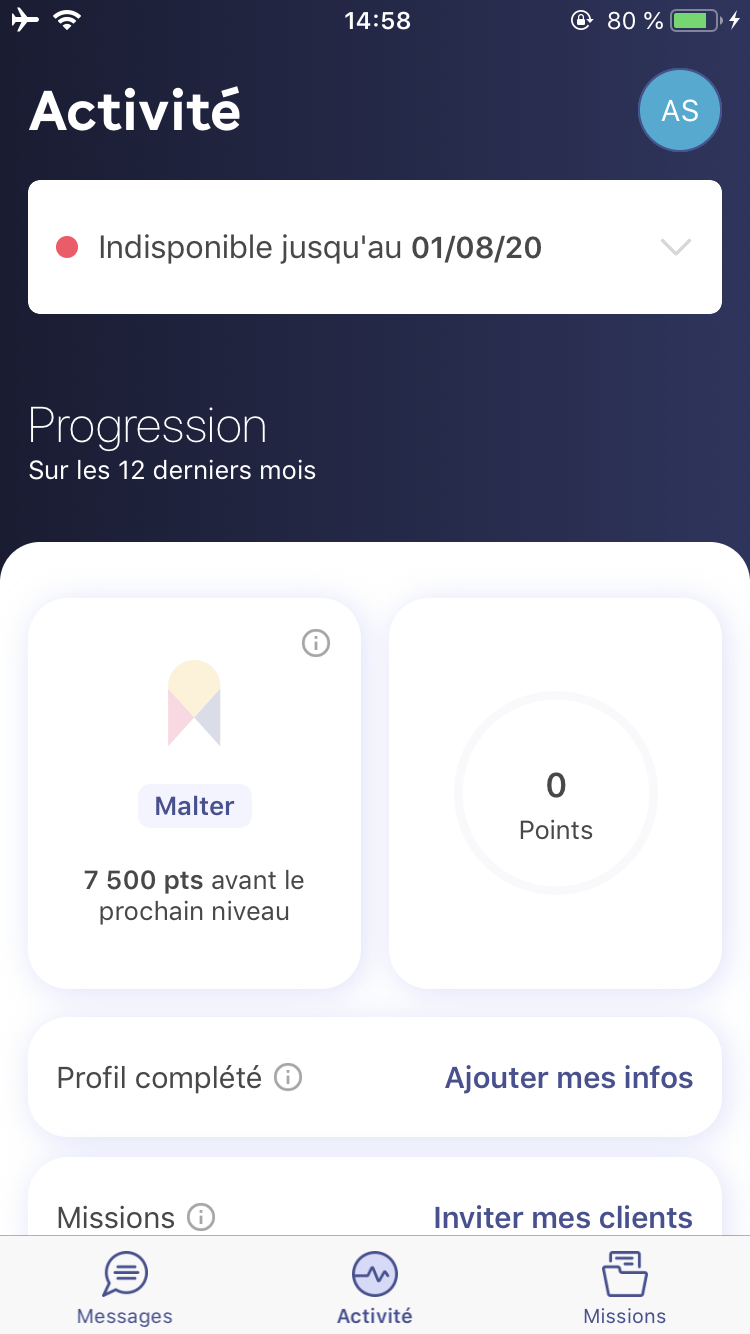 14:58
80 %
Activité
AS
Indisponible jusqu'au 01/08/20
Progression
Sur les 12 derniers mois
Malter
7 500 pts avant le
prochain niveau
0
Points
Profil complété
Ajouter mes infos
Missions
Inviter mes clients
Messages
Activité
Missions